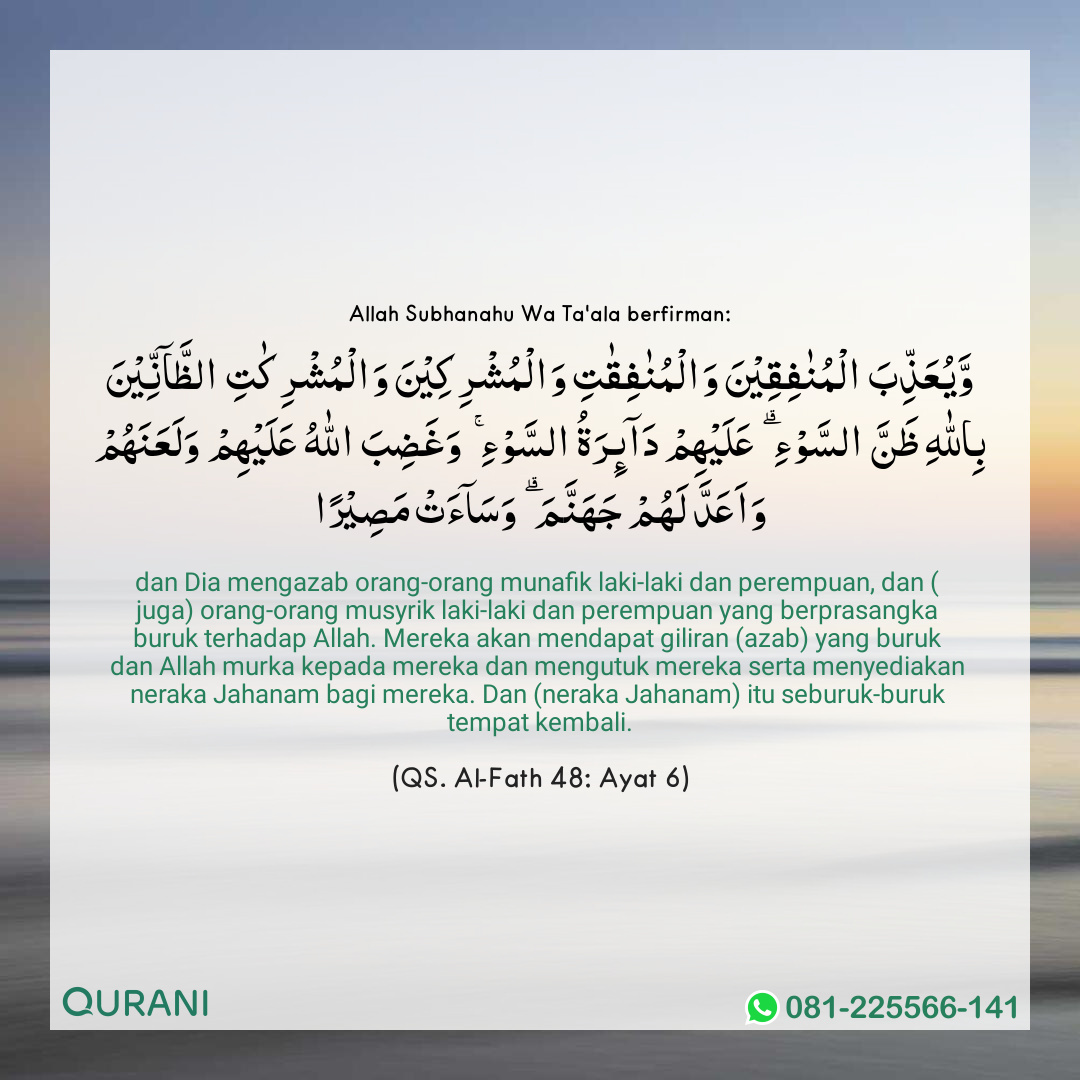 Allah Subhanahu Wa Ta'ala berfirman:
وَّيُعَذِّبَ الْمُنٰفِقِيْنَ وَالْمُنٰفِقٰتِ وَالْمُشْرِكِيْنَ وَالْمُشْرِكٰتِ الظَّاۤنِّيْنَ
بِاللّٰهِ ظَنَّ السَّوْءِۗ عَلَيْهِمْ دَاۤىِٕرَةُ السَّوْءِۚ وَغَضِبَ اللّٰهُ عَلَيْهِمْ وَلَعَنَهُمْ
وَاَعَدَّ لَهُمْ جَهَنَّمَۗ وَسَاۤءَتْ مَصِيْرًا
dan Dia mengazab orang-orang munafik laki-laki dan perempuan, dan (
juga) orang-orang musyrik laki-laki dan perempuan yang berprasangka
buruk terhadap Allah. Mereka akan mendapat giliran (azab) yang buruk
dan Allah murka kepada mereka dan mengutuk mereka serta menyediakan
neraka Jahanam bagi mereka. Dan (neraka Jahanam) itu seburuk-buruk
tempat kembali.
(QS. Al-Fath 48: Ayat 6)
QURANI
081-225566-141